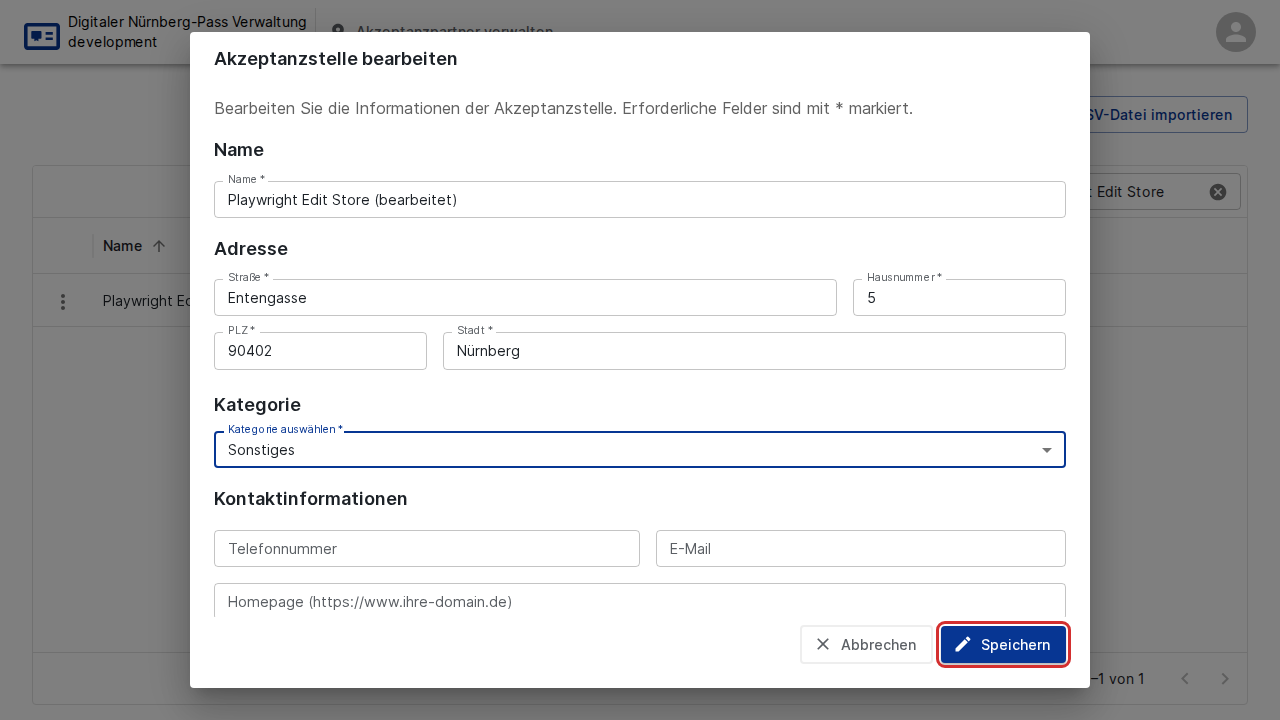 Digitaler Nürnberg-Pass Verwaltung
development
Akzeptanzpartner verwalten
Akzeptanzstelle bearbeiten
Bearbeiten Sie die Informationen der Akzeptanzstelle. Erforderliche Felder sind mit * markiert.
SV-Datei importieren
Name
Name *
Playwright Edit Store (bearbeitet)
Edit Store
Adresse
Name
Straße *
Entengasse
Hausnummer *
5
Playwright Ed
PLZ *
90402
Stadt *
Nürnberg
Kategorie
Kategorie auswählen *
Sonstiges
Kontaktinformationen
Telefonnummer
E-Mail
Homepage (https://www.ihre-domain.de)
Abbrechen
Speichern
–1 von 1